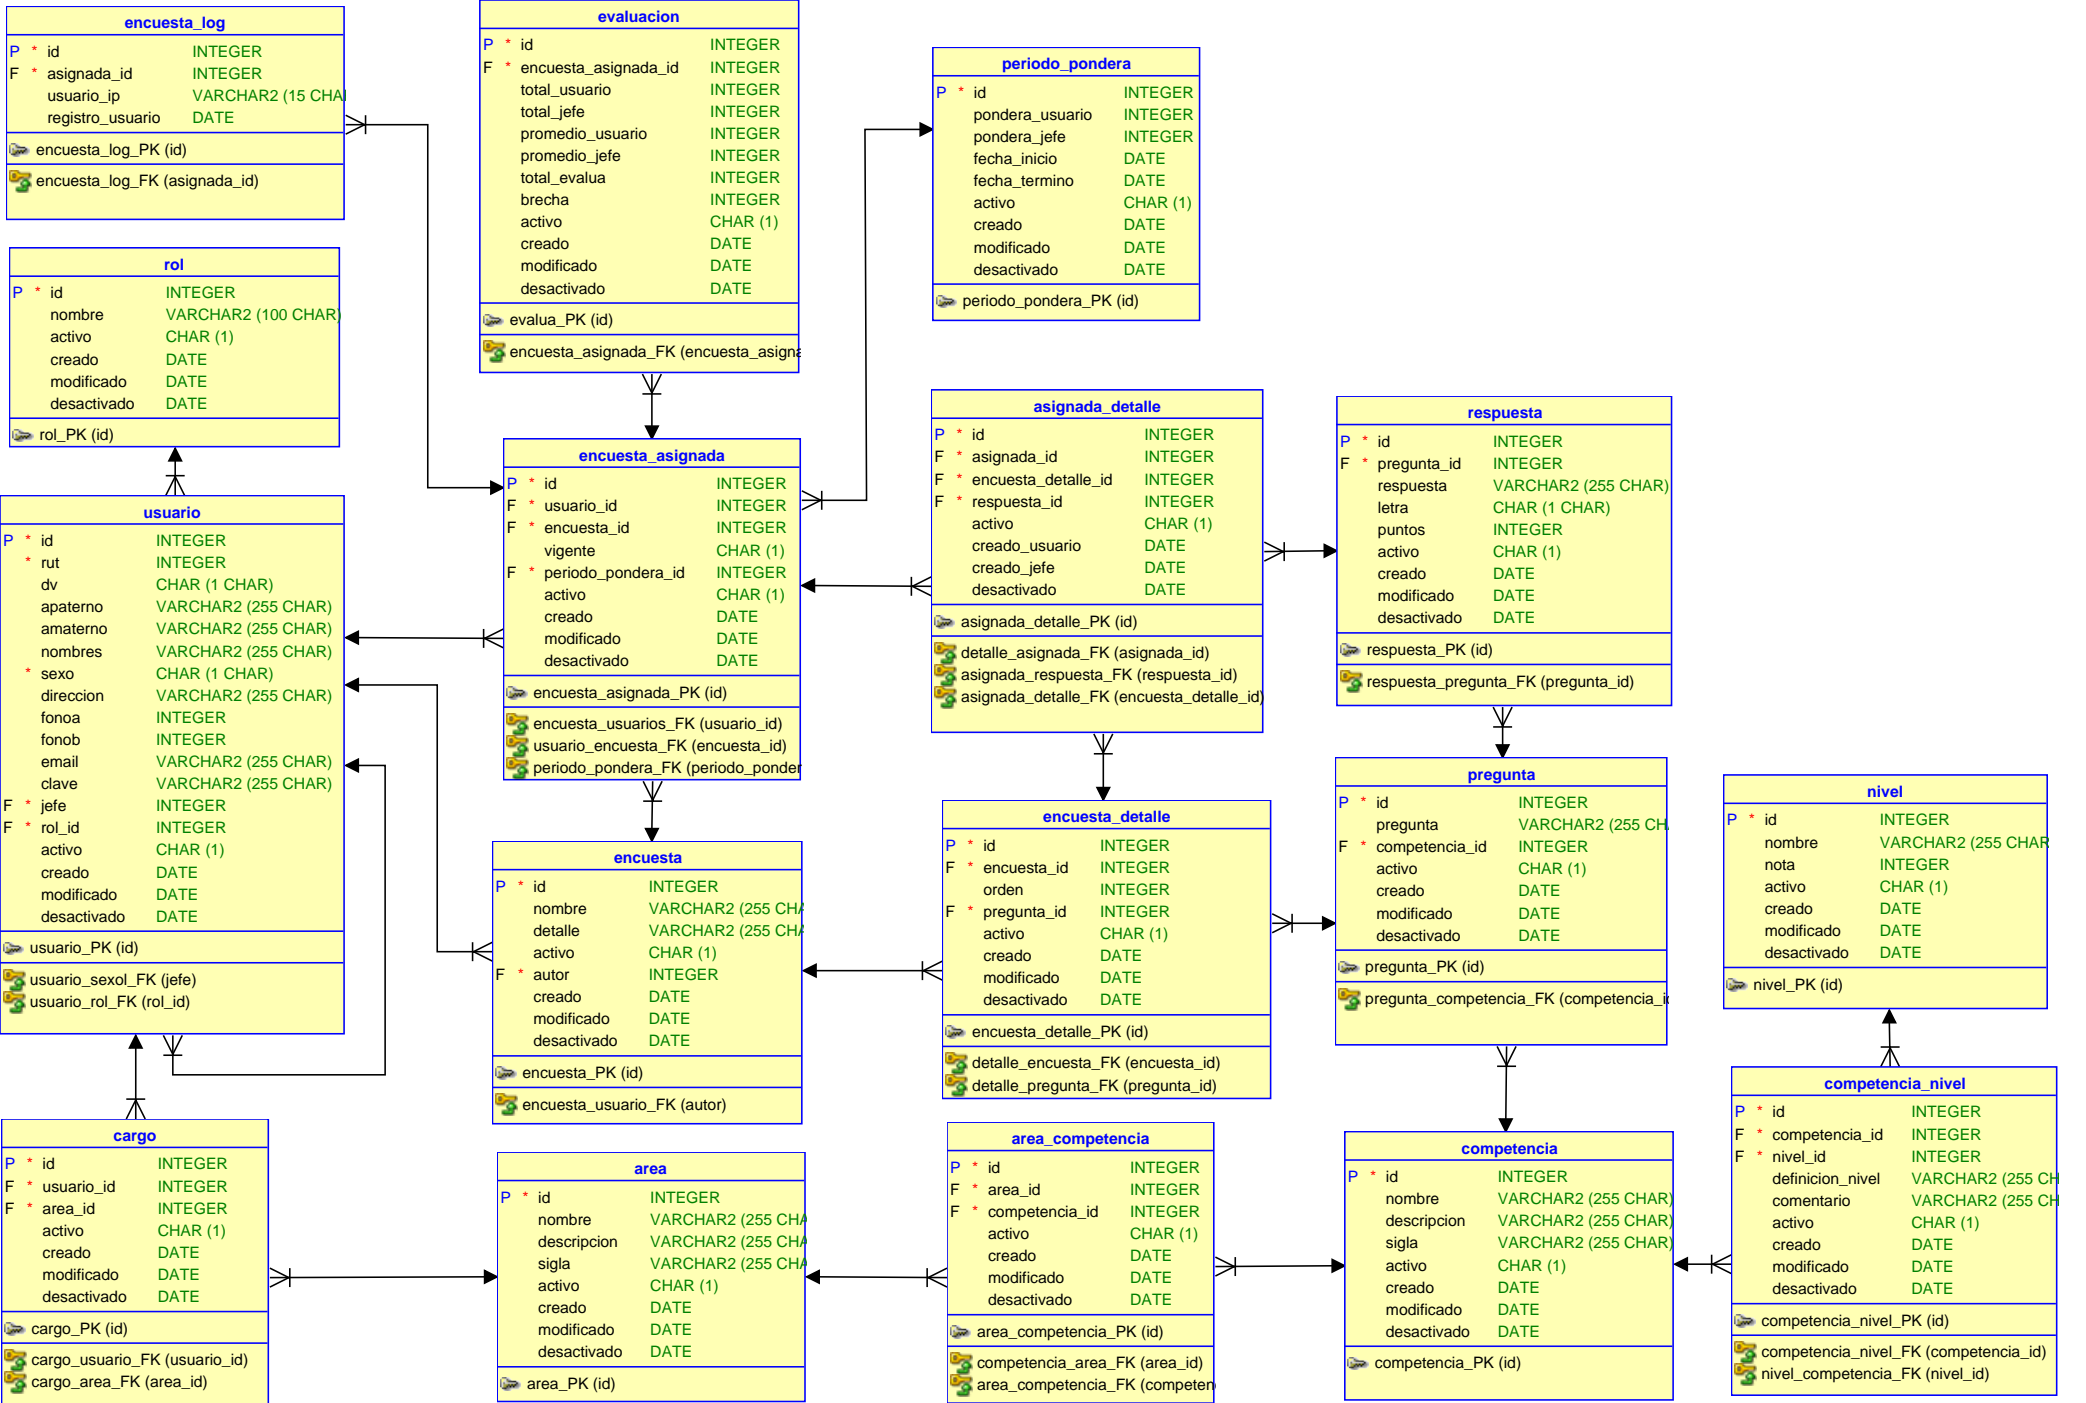 encuesta_log
P * id INTEGER
F * asignada_id INTEGER
usuario_ip VARCHAR2 (15 CHA
registro_usuario DATE
encuesta_log_PK (id)
encuesta_log_FK (asignada_id)
evaluacion
P * id INTEGER
F * encuesta_asignada_id INTEGER
total_usuario INTEGER
total_jefe INTEGER
promedio_usuario INTEGER
promedio_jefe INTEGER
total_evalua INTEGER
brecha INTEGER
activo CHAR (1)
creado DATE
modificado DATE
desactivado DATE
evalua_PK (id)
encuesta_asignada_FK (encuesta_asigna
periodo_pondera
P * id INTEGER
pondera_usuario INTEGER
pondera_jefe INTEGER
fecha_inicio DATE
fecha_termino DATE
activo CHAR (1)
creado DATE
modificado DATE
desactivado DATE
periodo_pondera_PK (id)
rol
P * id INTEGER
nombre VARCHAR2 (100 CHAR)
activo CHAR (1)
creado DATE
modificado DATE
desactivado DATE
rol_PK (id)
usuario
P * id INTEGER
* rut INTEGER
dv CHAR (1 CHAR)
apaterno VARCHAR2 (255 CHAR)
amaterno VARCHAR2 (255 CHAR)
nombres VARCHAR2 (255 CHAR)
* sexo CHAR (1 CHAR)
direccion VARCHAR2 (255 CHAR)
fonoa INTEGER
fonob INTEGER
email VARCHAR2 (255 CHAR)
clave VARCHAR2 (255 CHAR)
F * jefe INTEGER
F * rol_id INTEGER
activo CHAR (1)
creado DATE
modificado DATE
desactivado DATE
usuario_PK (id)
usuario_sexol_FK (jefe)
usuario_rol_FK (rol_id)
encuesta_asignada
P * id INTEGER
F * usuario_id INTEGER
F * encuesta_id INTEGER
vigente CHAR (1)
F * periodo_pondera_id INTEGER
activo CHAR (1)
creado DATE
modificado DATE
desactivado DATE
encuesta_asignada_PK (id)
encuesta_usuarios_FK (usuario_id)
usuario_encuesta_FK (encuesta_id)
periodo_pondera_FK (periodo_ponder
asignada_detalle
P * id INTEGER
F * asignada_id INTEGER
F * encuesta_detalle_id INTEGER
F * respuesta_id INTEGER
activo CHAR (1)
creado_usuario DATE
creado_jefe DATE
desactivado DATE
asignada_detalle_PK (id)
detalle_asignada_FK (asignada_id)
asignada_respuesta_FK (respuesta_id)
asignada_detalle_FK (encuesta_detalle_id)
respuesta
P * id INTEGER
F * pregunta_id INTEGER
respuesta VARCHAR2 (255 CHAR)
letra CHAR (1 CHAR)
puntos INTEGER
activo CHAR (1)
creado DATE
modificado DATE
desactivado DATE
respuesta_PK (id)
respuesta_pregunta_FK (pregunta_id)
encuesta
P * id INTEGER
nombre VARCHAR2 (255 CHA
detalle VARCHAR2 (255 CHA
activo CHAR (1)
F * autor INTEGER
creado DATE
modificado DATE
desactivado DATE
encuesta_PK (id)
encuesta_usuario_FK (autor)
encuesta_detalle
P * id INTEGER
F * encuesta_id INTEGER
orden INTEGER
F * pregunta_id INTEGER
activo CHAR (1)
creado DATE
modificado DATE
desactivado DATE
encuesta_detalle_PK (id)
detalle_encuesta_FK (encuesta_id)
detalle_pregunta_FK (pregunta_id)
pregunta
P * id INTEGER
pregunta VARCHAR2 (255 CH
F * competencia_id INTEGER
activo CHAR (1)
creado DATE
modificado DATE
desactivado DATE
pregunta_PK (id)
pregunta_competencia_FK (competencia_i
nivel
P * id INTEGER
nombre VARCHAR2 (255 CHAR
nota INTEGER
activo CHAR (1)
creado DATE
modificado DATE
desactivado DATE
nivel_PK (id)
cargo
P * id INTEGER
F * usuario_id INTEGER
F * area_id INTEGER
activo CHAR (1)
creado DATE
modificado DATE
desactivado DATE
cargo_PK (id)
cargo_usuario_FK (usuario_id)
cargo_area_FK (area_id)
area
P * id INTEGER
nombre VARCHAR2 (255 CHA
descripcion VARCHAR2 (255 CHA
sigla VARCHAR2 (255 CHA
activo CHAR (1)
creado DATE
modificado DATE
desactivado DATE
area_PK (id)
area_competencia
P * id INTEGER
F * area_id INTEGER
F * competencia_id INTEGER
activo CHAR (1)
creado DATE
modificado DATE
desactivado DATE
area_competencia_PK (id)
competencia_area_FK (area_id)
area_competencia_FK (competen
competencia
P * id INTEGER
nombre VARCHAR2 (255 CHAR)
descripcion VARCHAR2 (255 CHAR)
sigla VARCHAR2 (255 CHAR)
activo CHAR (1)
creado DATE
modificado DATE
desactivado DATE
competencia_PK (id)
competencia_nivel
P * id INTEGER
F * competencia_id INTEGER
F * nivel_id INTEGER
definicion_nivel VARCHAR2 (255 CH
comentario VARCHAR2 (255 CH
activo CHAR (1)
creado DATE
modificado DATE
desactivado DATE
competencia_nivel_PK (id)
competencia_nivel_FK (competencia_id)
nivel_competencia_FK (nivel_id)